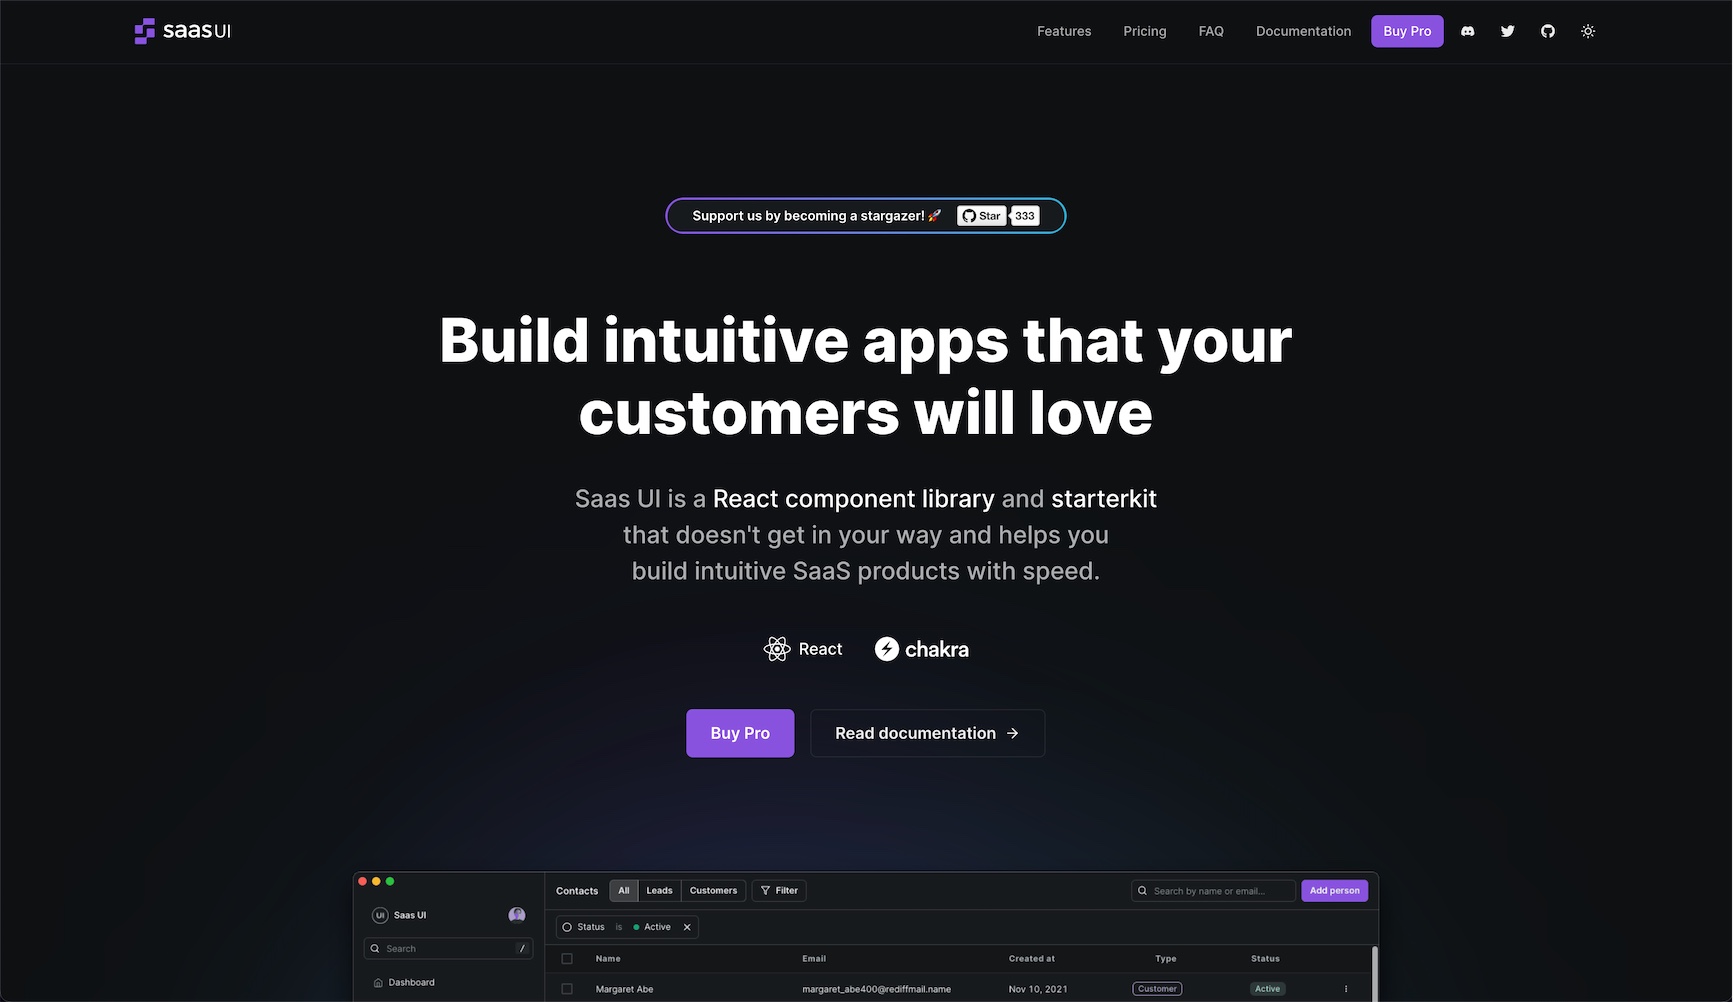 saasUI
Features Pricing FAQ Documentation Buy Pro
Support us by becoming a stargazer! 🚀 Star 333
Build intuitive apps that your
customers will love
Saas UI is a React component library and starterkit
that doesn't get in your way and helps you
build intuitive SaaS products with speed.
React chakra
Buy Pro Read documentation →
Contacts All Leads Customers Filter Search by name or email... Add person
UI Saas UI
Status is Active
Search /
Name Email Created at Type Status
Dashboard
Margaret Abe margaret_abe400@rediffmail.name Nov 10, 2021 Customer Active